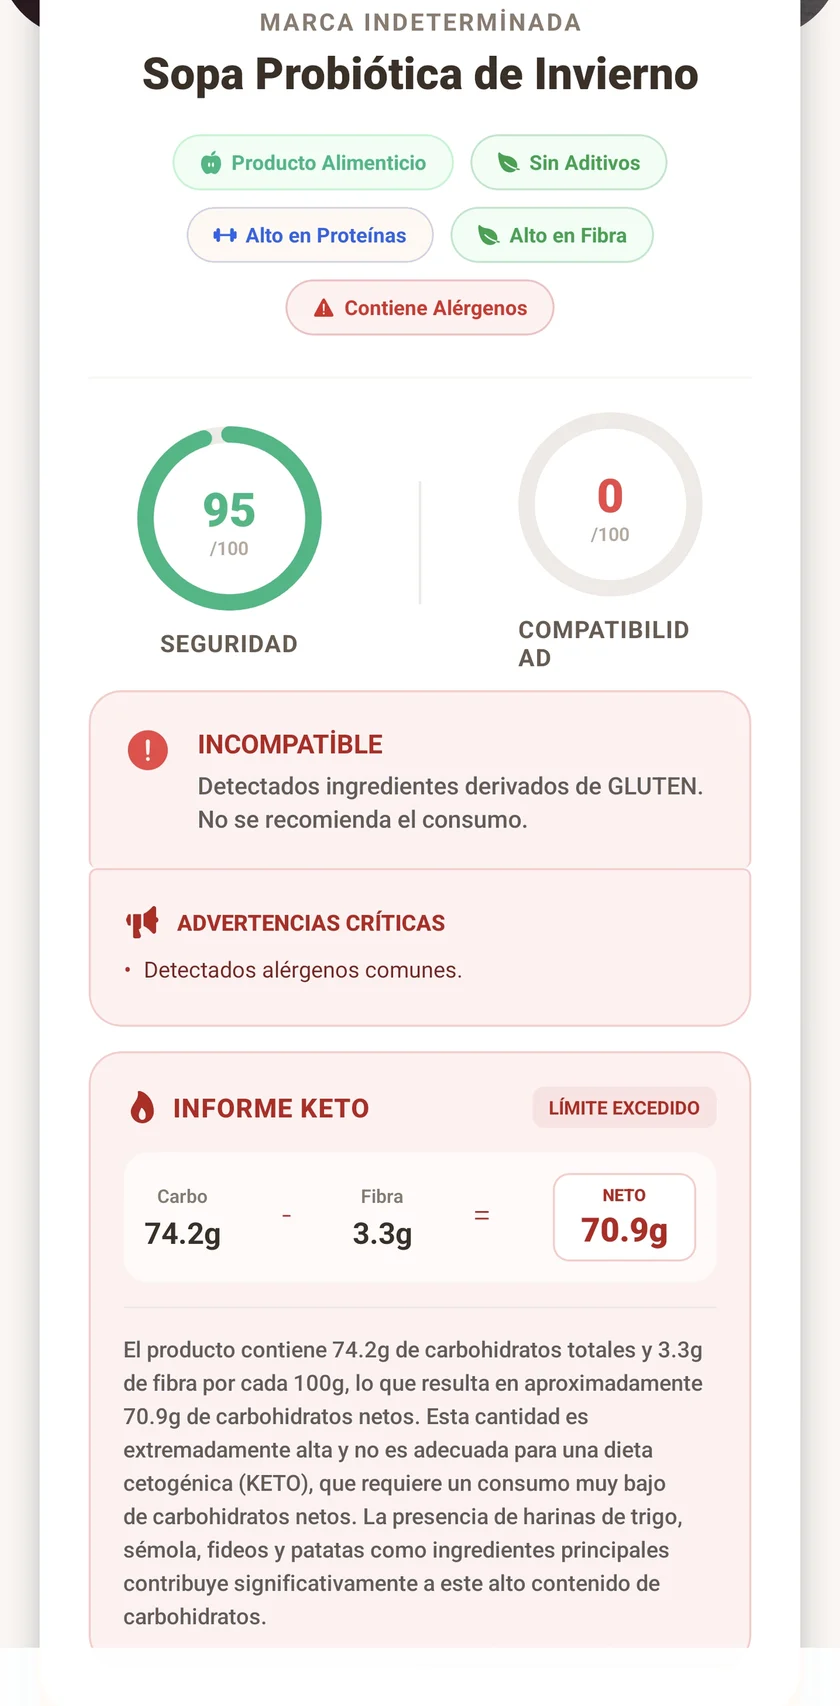 MARCA INDETERMİNADA
Sopa Probiótica de Invierno
Producto Alimenticio
Sin Aditivos
Alto en Proteínas
Alto en Fibra
Contiene Alérgenos
95
/100
SEGURIDAD
0
/100
COMPATIBILID
AD
INCOMPATİBLE
Detectados ingredientes derivados de GLUTEN.
No se recomienda el consumo.
ADVERTENCIAS CRÍTICAS
• Detectados alérgenos comunes.
INFORME KETO
LÍMITE EXCEDIDO
Carbo
74.2g
-
Fibra
3.3g
=
NETO
70.9g
El producto contiene 74.2g de carbohidratos totales y 3.3g
de fibra por cada 100g, lo que resulta en aproximadamente
70.9g de carbohidratos netos. Esta cantidad es
extremadamente alta y no es adecuada para una dieta
cetogénica (KETO), que requiere un consumo muy bajo
de carbohidratos netos. La presencia de harinas de trigo,
sémola, fideos y patatas como ingredientes principales
contribuye significativamente a este alto contenido de
carbohidratos.